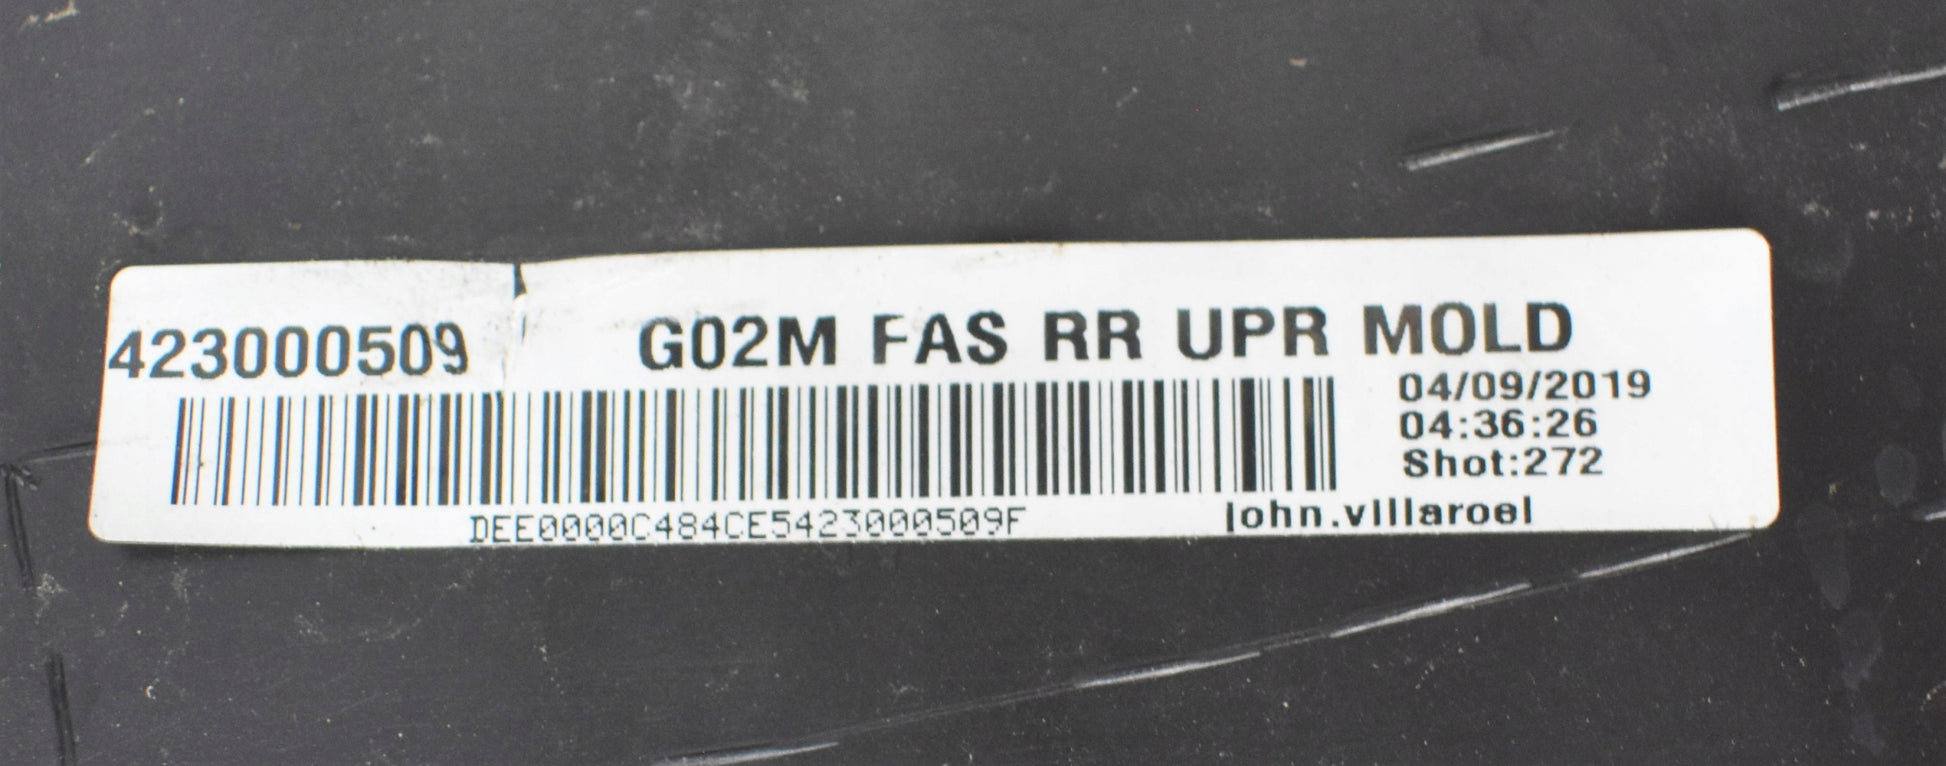 423000509 G02M FAS RR UPR MOLD
04/09/2019
04:36:26
Shot:272
DEE0000C484CE5423000509F john.villaroel